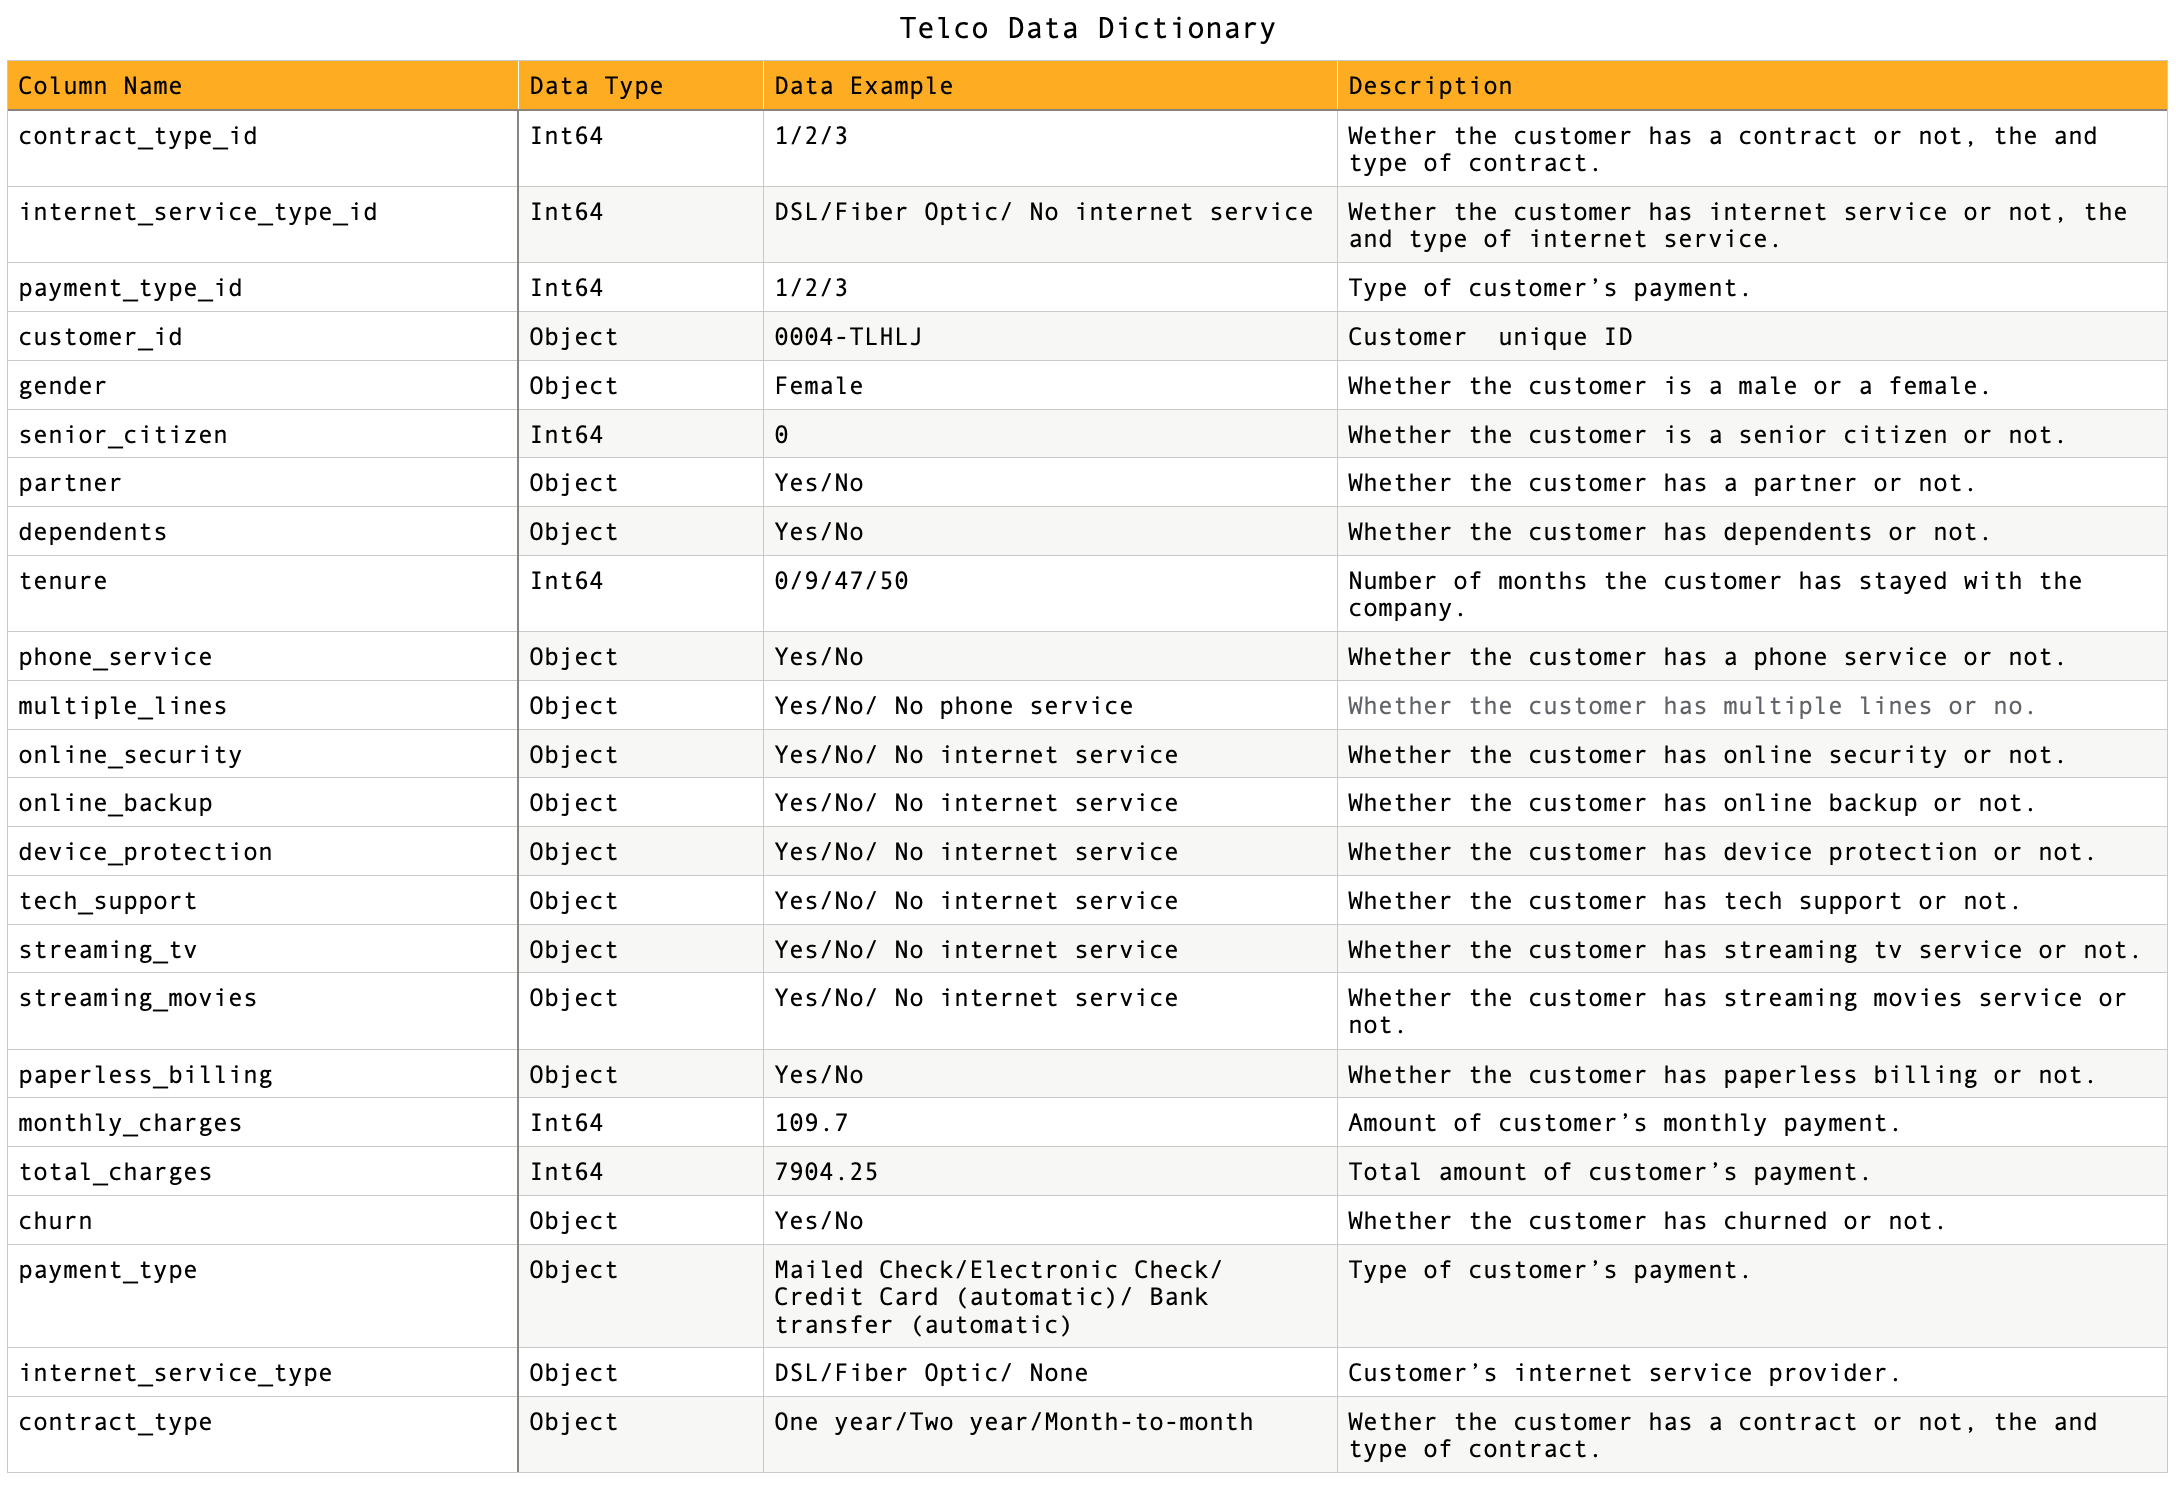 Telco Data Dictionary
Column Name Data Type Data Example Description
contract_type_id Int64 1/2/3 Wether the customer has a contract or not, the and
type of contract.
internet_service_type_id Int64 DSL/Fiber Optic/ No internet service Wether the customer has internet service or not, the
and type of internet service.
payment_type_id Int64 1/2/3 Type of customer’s payment.
customer_id Object 0004-TLHLJ Customer  unique ID
gender Object Female Whether the customer is a male or a female.
senior_citizen Int64 0 Whether the customer is a senior citizen or not.
partner Object Yes/No Whether the customer has a partner or not.
dependents Object Yes/No Whether the customer has dependents or not.
tenure Int64 0/9/47/50 Number of months the customer has stayed with the
company.
phone_service Object Yes/No Whether the customer has a phone service or not.
multiple_lines Object Yes/No/ No phone service Whether the customer has multiple lines or no.
online_security Object Yes/No/ No internet service Whether the customer has online security or not.
online_backup Object Yes/No/ No internet service Whether the customer has online backup or not.
device_protection Object Yes/No/ No internet service Whether the customer has device protection or not.
tech_support Object Yes/No/ No internet service Whether the customer has tech support or not.
streaming_tv Object Yes/No/ No internet service Whether the customer has streaming tv service or not.
streaming_movies Object Yes/No/ No internet service Whether the customer has streaming movies service or
not.
paperless_billing Object Yes/No Whether the customer has paperless billing or not.
monthly_charges Int64 109.7 Amount of customer’s monthly payment.
total_charges Int64 7904.25 Total amount of customer’s payment.
churn Object Yes/No Whether the customer has churned or not.
payment_type Object Mailed Check/Electronic Check/ Type of customer’s payment.
Credit Card (automatic)/ Bank
transfer (automatic)
internet_service_type Object DSL/Fiber Optic/ None Customer’s internet service provider.
contract_type Object One year/Two year/Month-to-month Wether the customer has a contract or not, the and
type of contract.